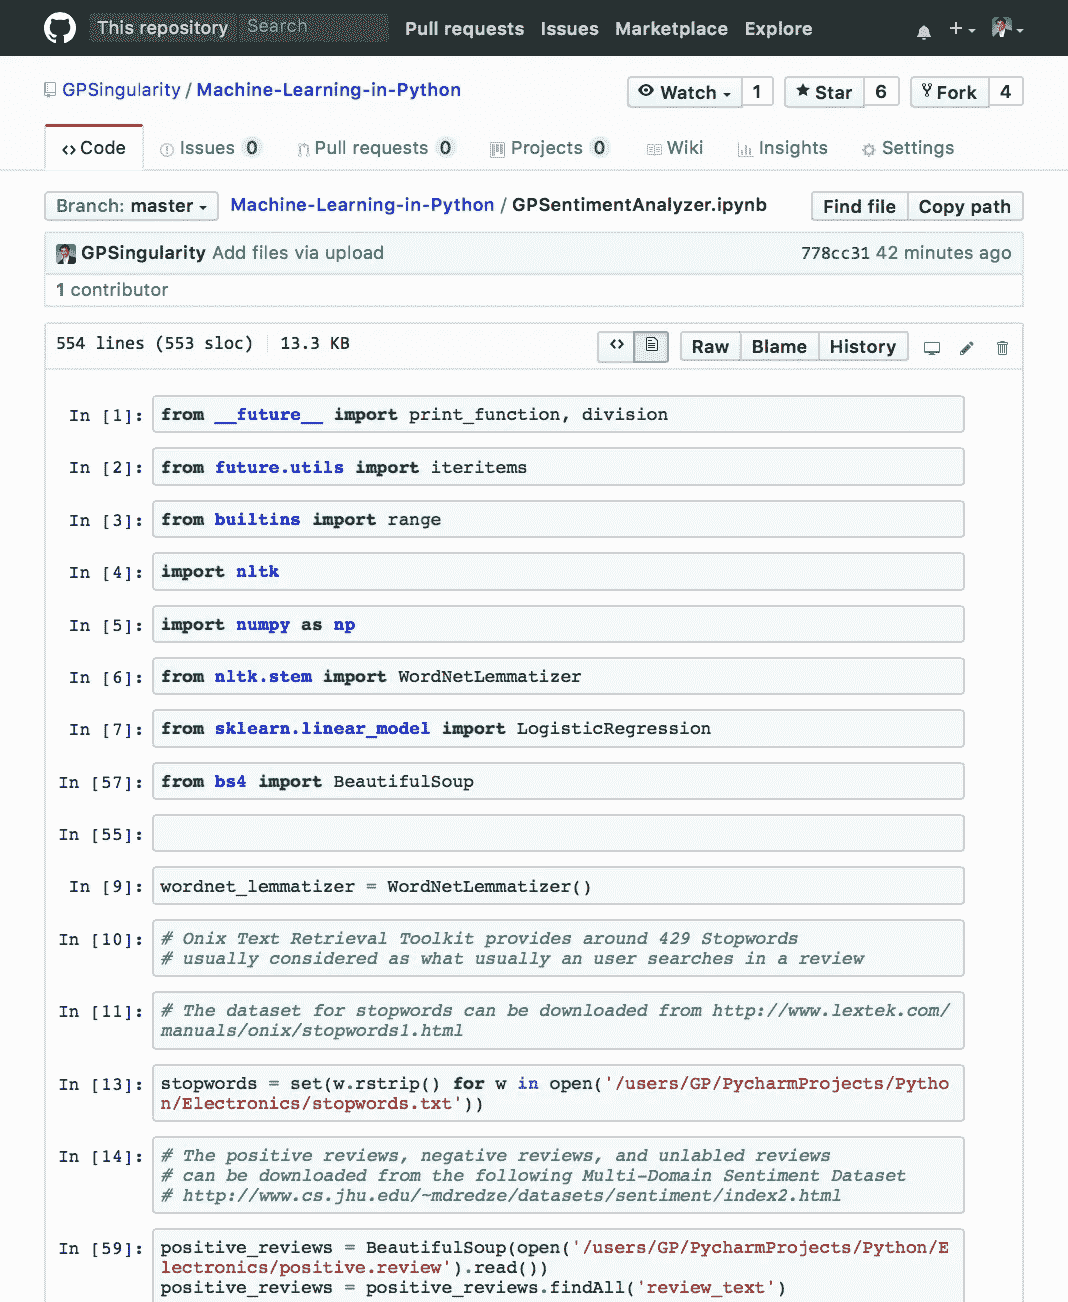 This repository Search Pull requests Issues Marketplace Explore
GPSingularity / Machine-Learning-in-Python Watch 1 Star 6 Fork 4
Code Issues 0 Pull requests 0 Projects 0 Wiki Insights Settings
Branch: master Machine-Learning-in-Python / GPSentimentAnalyzer.ipynb Find file Copy path
GPSingularity Add files via upload 778cc31 42 minutes ago
1 contributor
554 lines (553 sloc) 13.3 KB <> Raw Blame History
In [1]: from __future__ import print_function, division
In [2]: from future.utils import iteritems
In [3]: from builtins import range
In [4]: import nltk
In [5]: import numpy as np
In [6]: from nltk.stem import WordNetLemmatizer
In [7]: from sklearn.linear_model import LogisticRegression
In [57]: from bs4 import BeautifulSoup
In [55]:
In [9]: wordnet_lemmatizer = WordNetLemmatizer()
In [10]: # Onix Text Retrieval Toolkit provides around 429 Stopwords
# usually considered as what usually an user searches in a review
In [11]: # The dataset for stopwords can be downloaded from http://www.lextek.com/
manuals/onix/stopwords1.html
In [13]: stopwords = set(w.rstrip() for w in open('/users/GP/PycharmProjects/Pytho
n/Electronics/stopwords.txt'))
In [14]: # The positive reviews, negative reviews, and unlabled reviews
# can be downloaded from the following Multi-Domain Sentiment Dataset
# http://www.cs.jhu.edu/~mdredze/datasets/sentiment/index2.html
In [59]: positive_reviews = BeautifulSoup(open('/users/GP/PycharmProjects/Python/E
lectronics/positive.review').read())
positive_reviews = positive_reviews.findAll('review_text')